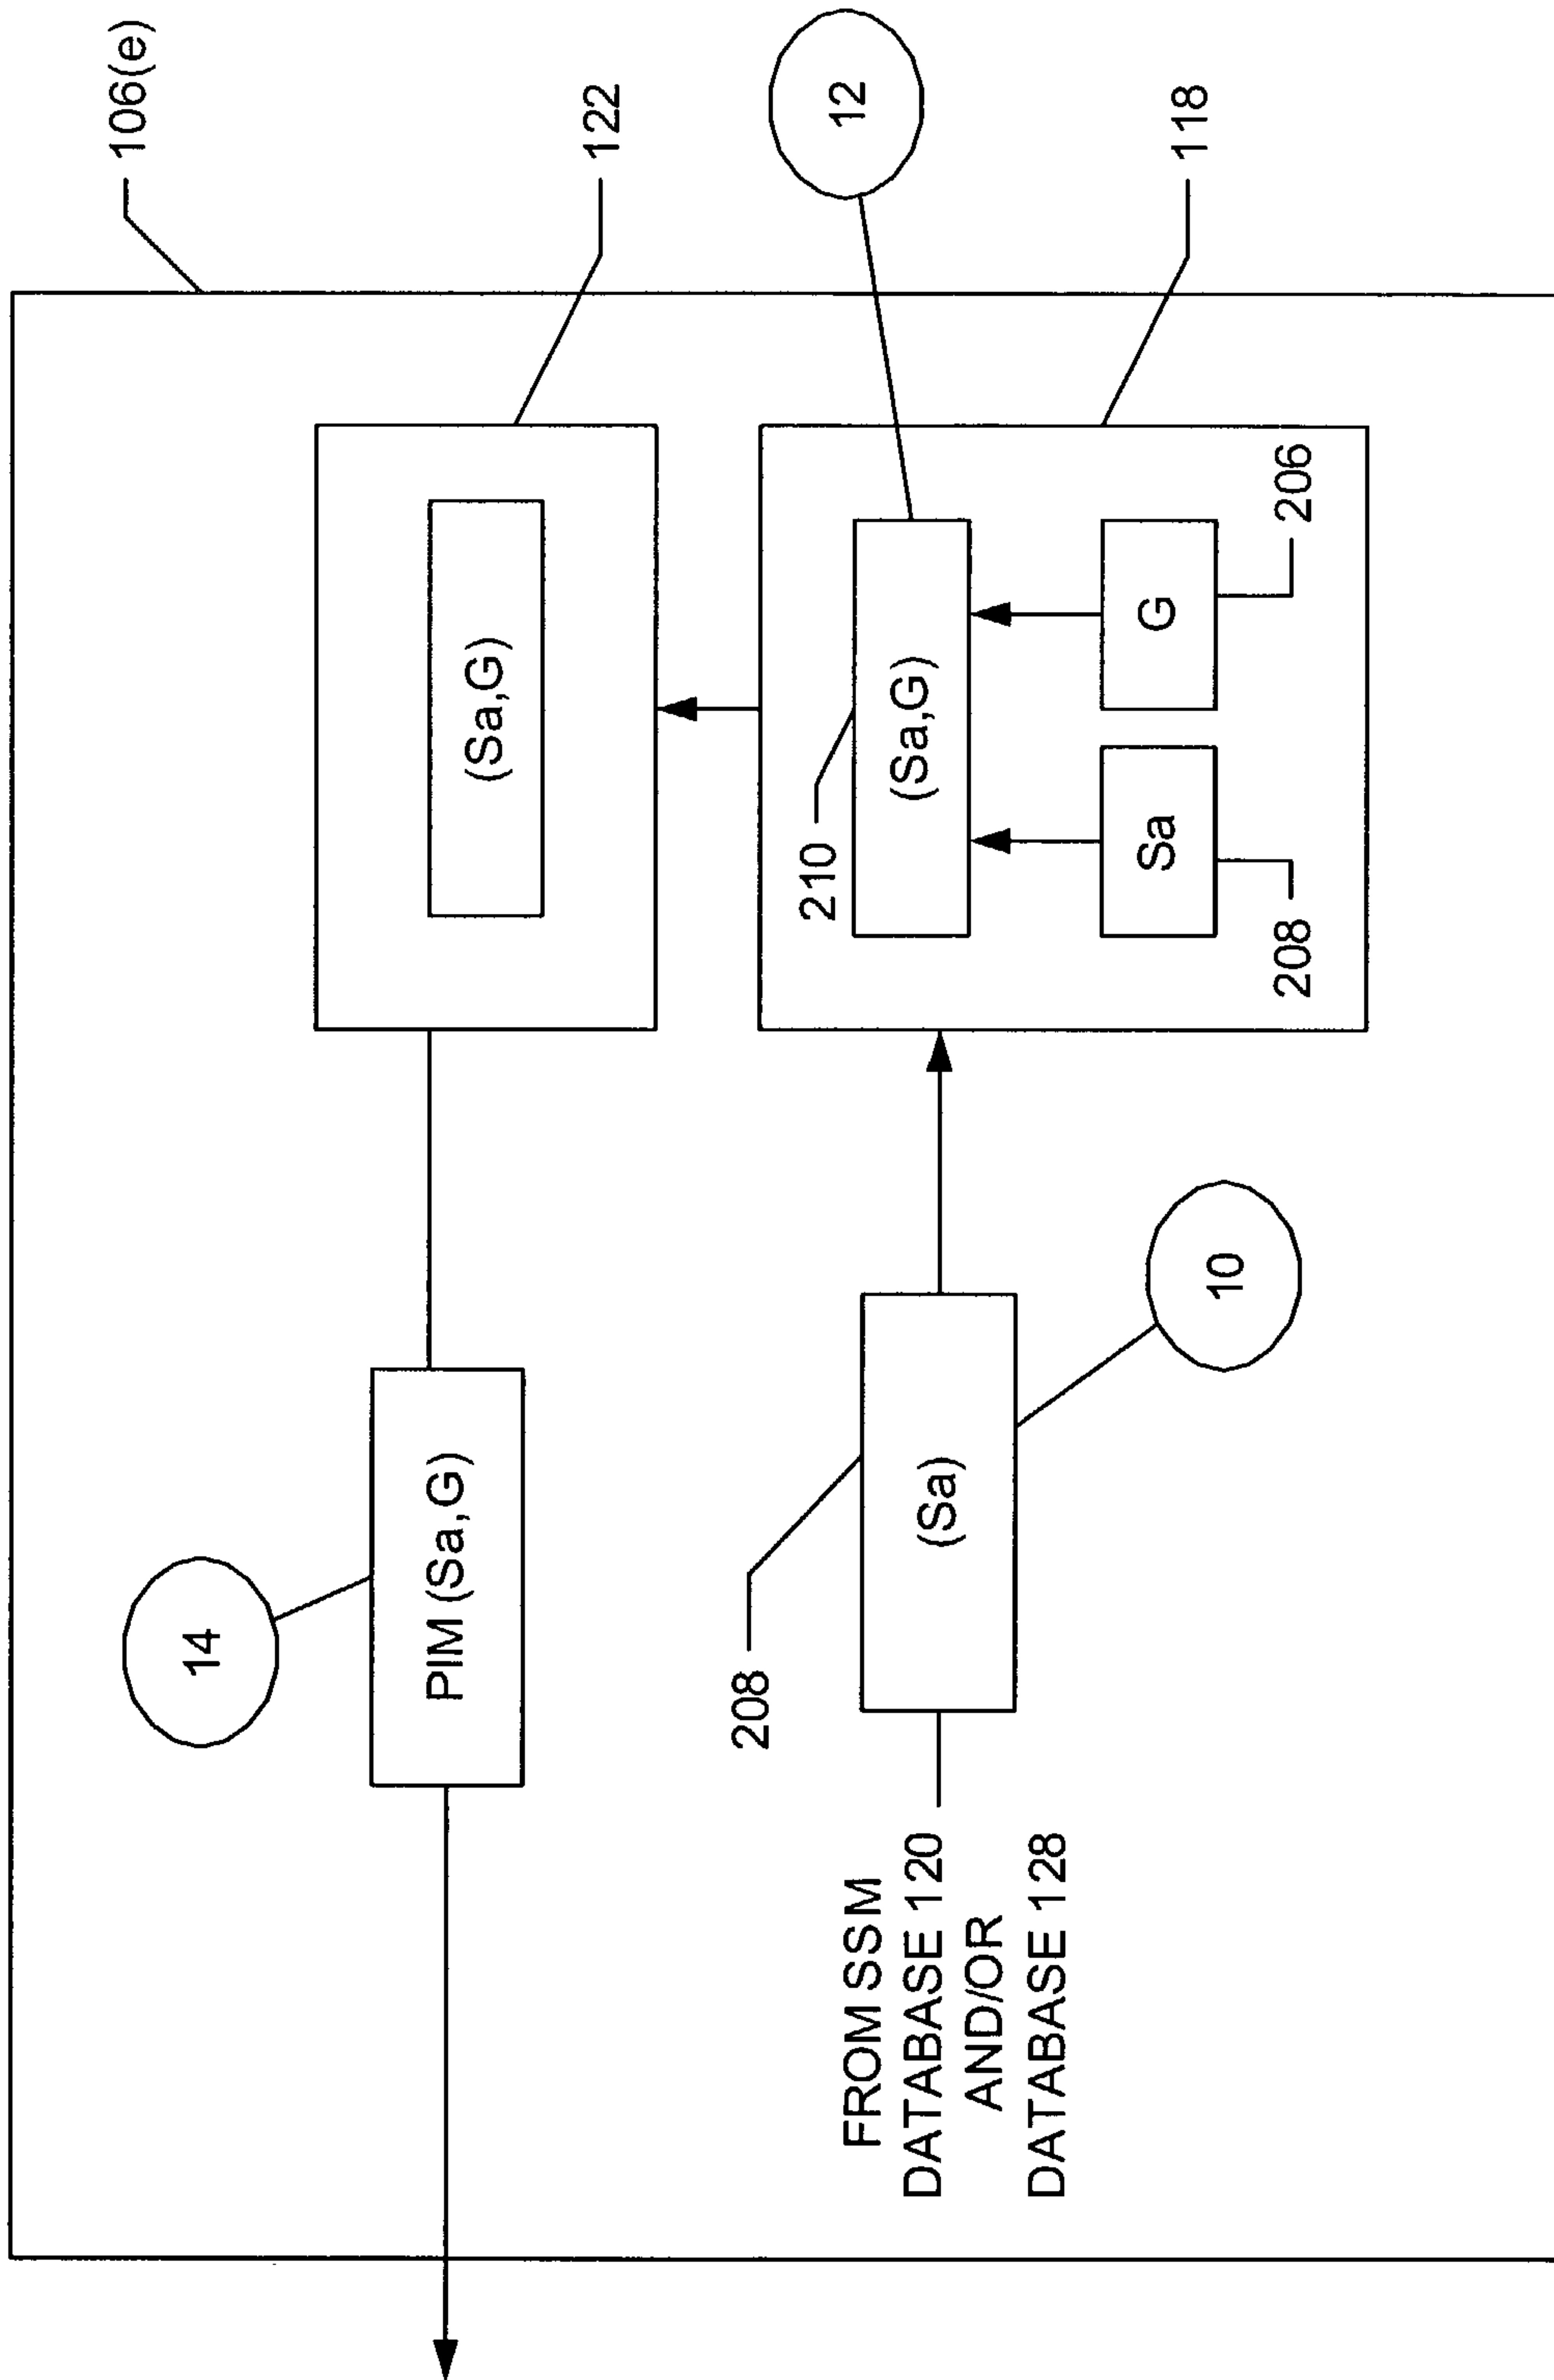 106(e)
122
14
PIM (Sa,G)
(Sa,G)
12
208
210
(Sa,G)
FROM SSM
DATABASE 120
AND/OR
DATABASE 128
(Sa)
Sa
G
118
10
208
206